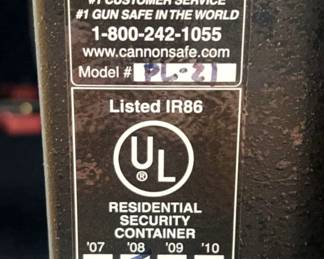 #1 CUSTOMER SERVICE
#1 GUN SAFE IN THE WORLD
1-800-242-1055
www.cannonsafe.com
Model #
Listed IR86
UL
®
RESIDENTIAL
SECURITY
CONTAINER
'07 '08 '09 '10